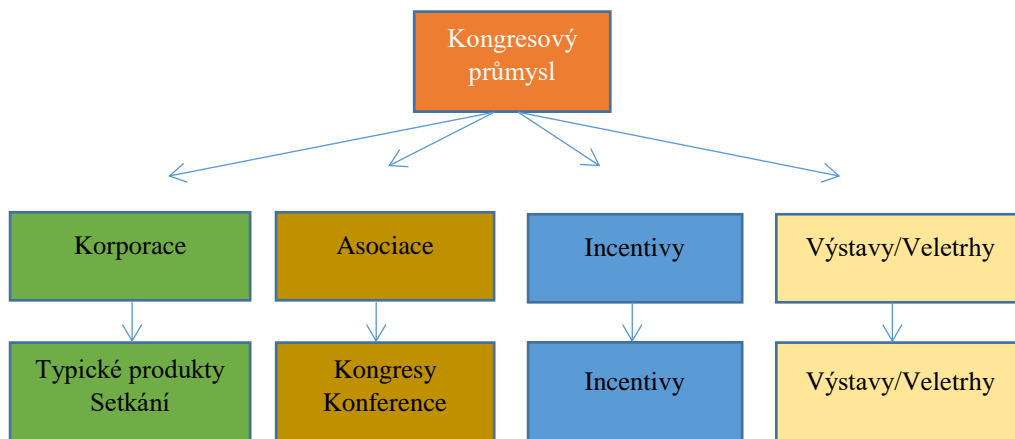 Kongresový
průmysl
Korporace
Asociace
Incentivy
Výstavy/Veletrhy
Typické produkty
Setkání
Kongresy
Konference
Incentivy
Výstavy/Veletrhy